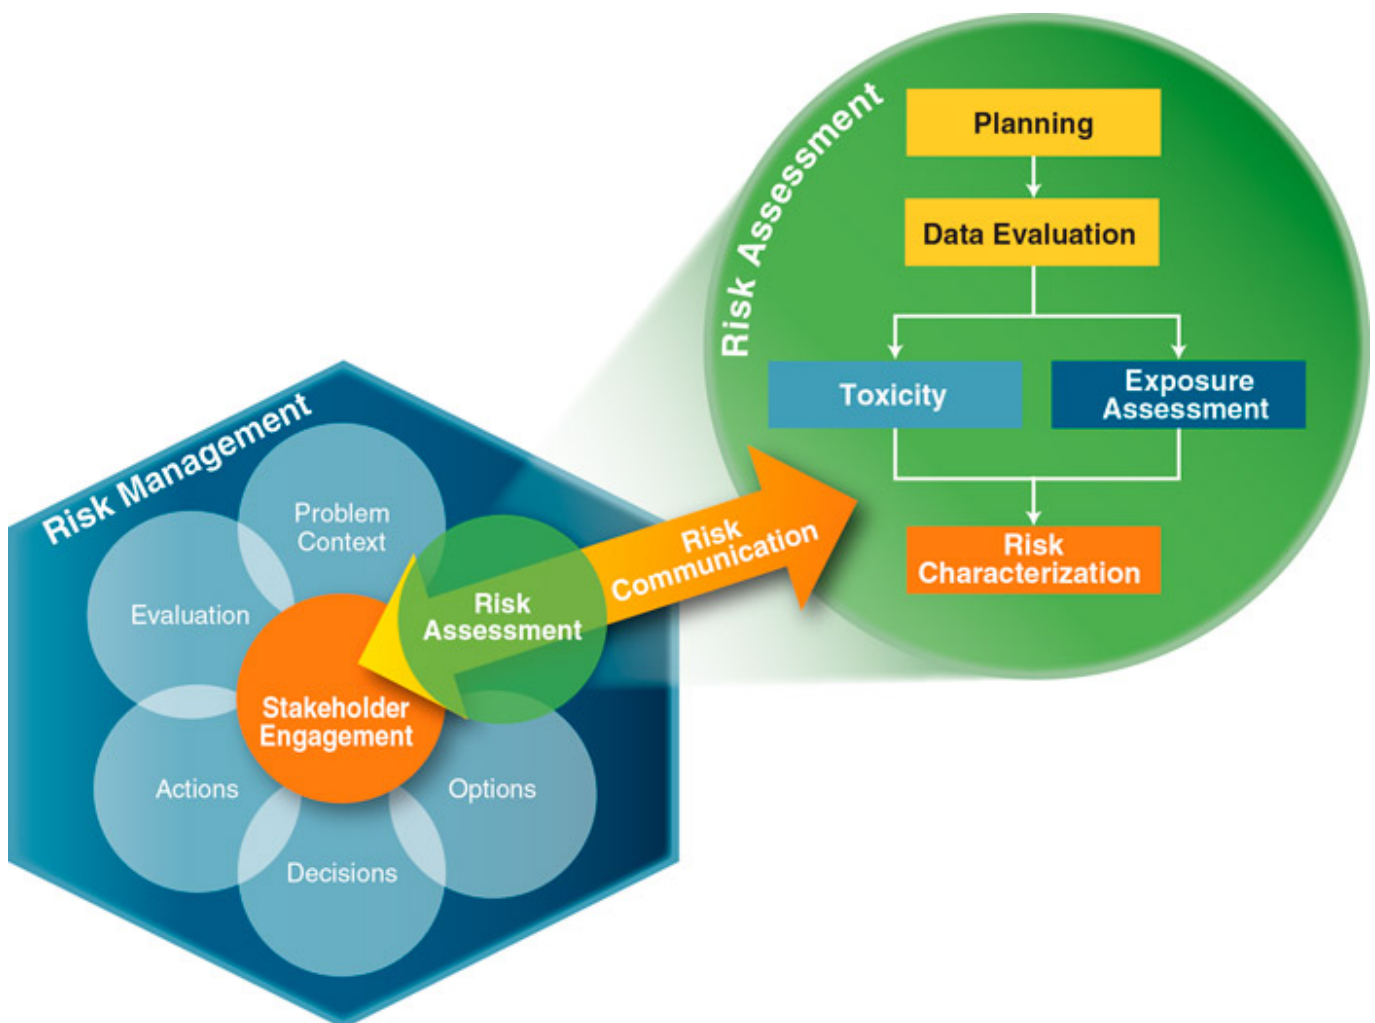 Risk Assessment
Planning
Data Evaluation
Toxicity
Exposure
Assessment
Risk
Characterization
Risk
Communication
Risk Management
Problem
Context
Evaluation
Risk
Assessment
Stakeholder
Engagement
Actions
Options
Decisions